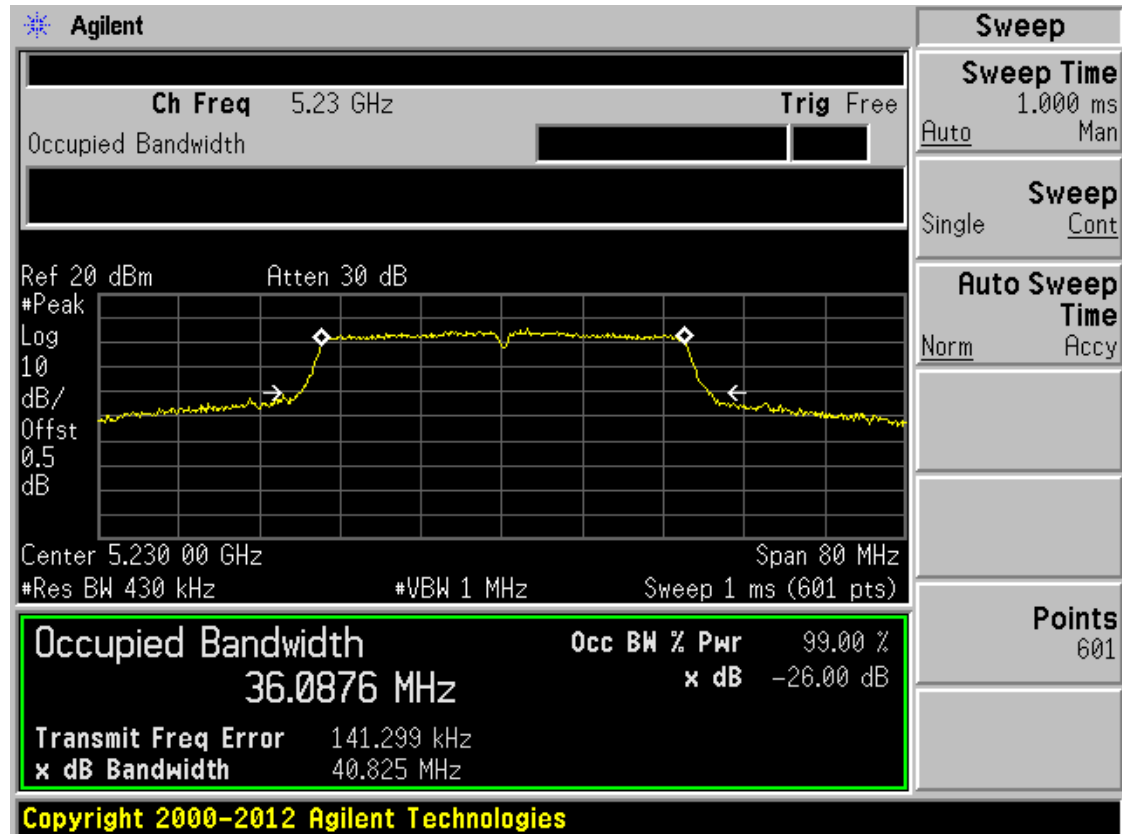 Agilent
Sweep
Ch Freq 5.23 GHz Trig Free
Occupied Bandwidth
Sweep Time
1.000 ms
Auto Man
Sweep
Single Cont
Auto Sweep
Time
Norm Accy
Points
601
Ref 20 dBm Atten 30 dB
#Peak
Log
10
dB/
Offst
0.5
dB
Center 5.230 00 GHz Span 80 MHz
#Res BW 430 kHz #VBW 1 MHz Sweep 1 ms (601 pts)
Occupied Bandwidth
36.0876 MHz
Occ BW % Pwr 99.00 %
x dB -26.00 dB
Transmit Freq Error 141.299 kHz
x dB Bandwidth 40.825 MHz
Copyright 2000-2012 Agilent Technologies